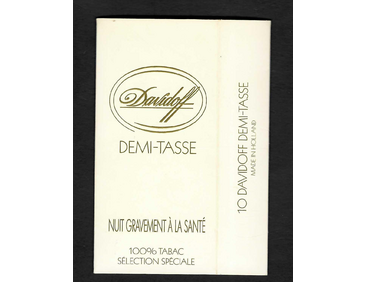 Davidoff
DEMI-TASSE
NUIT GRAVEMENT À LA SANTÉ
100% TABAC
SÉLECTION SPÉCIALE
10 DAVIDOFF DEMI-TASSE
MADE IN HOLLAND